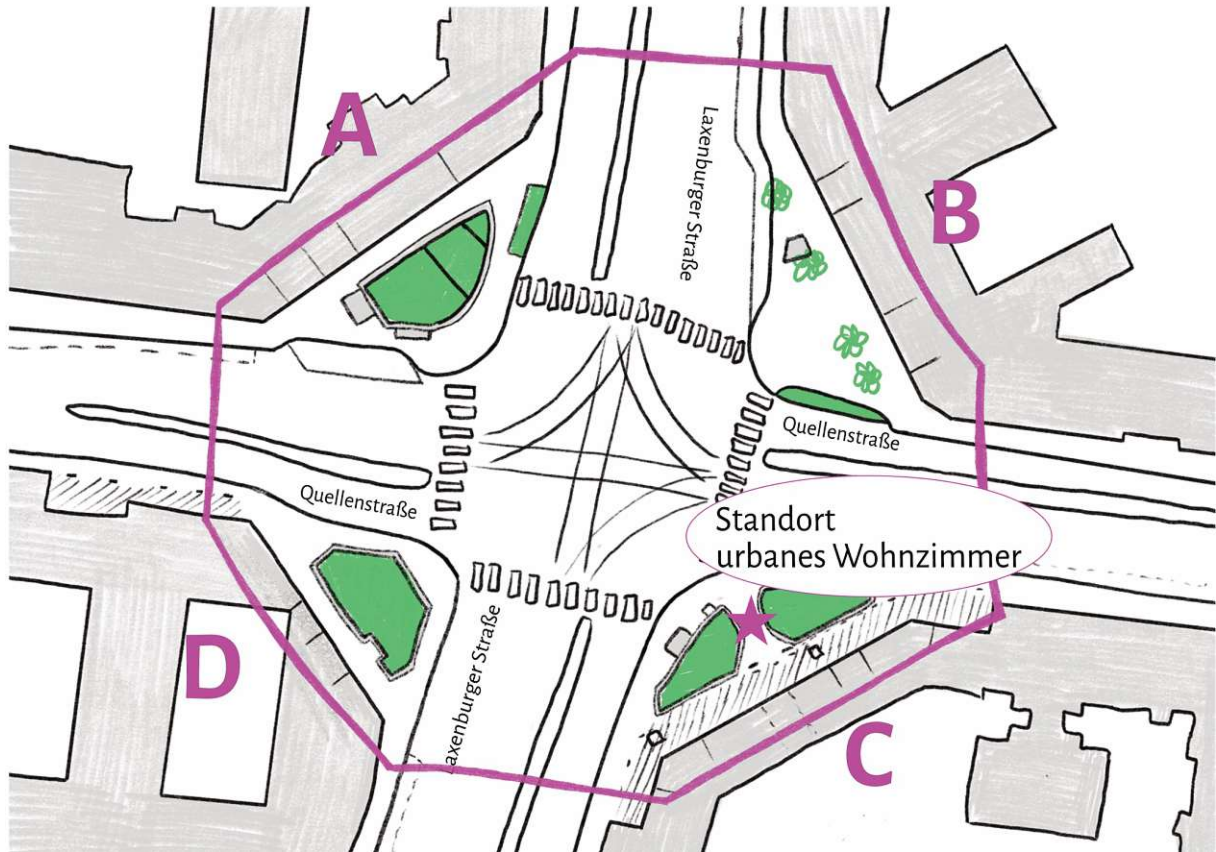 A
Laxenburger Straße
B
Quellenstraße
Quellenstraße
Standort
urbanes Wohnzimmer
D
Laxenburger Straße
C